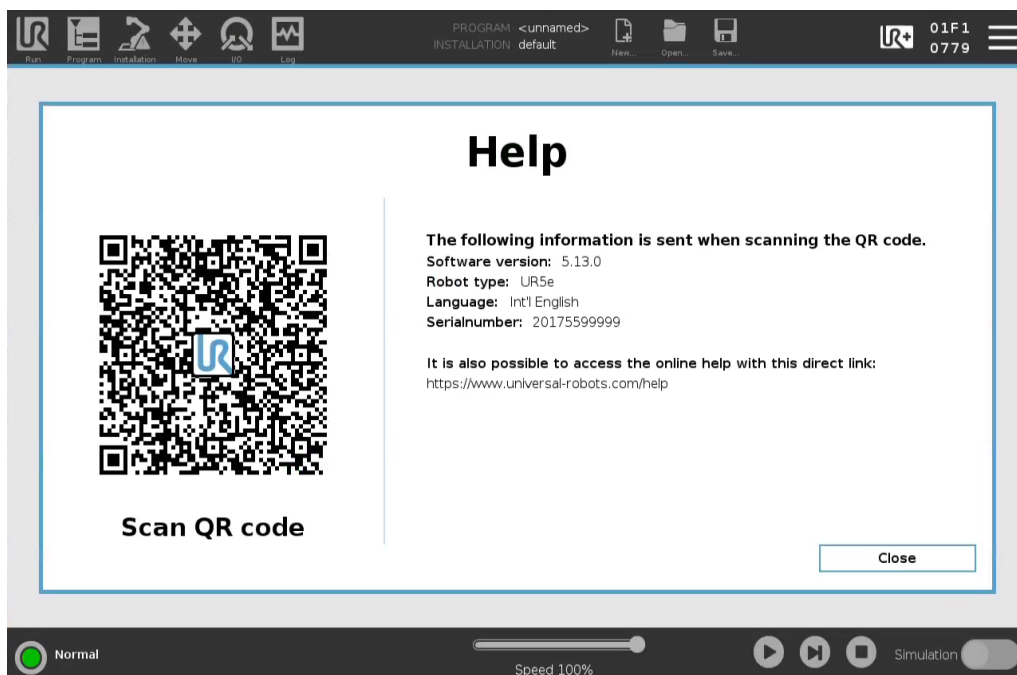 Run Program Installation Move I/O Log
PROGRAM <unnamed>
INSTALLATION default
New... Open... Save...
UR+
01F1
0779
Help
The following information is sent when scanning the QR code.
Software version: 5.13.0
Robot type: UR5e
Language: Int'l English
Serialnumber: 20175599999
It is also possible to access the online help with this direct link:
https://www.universal-robots.com/help
UR
Scan QR code
Close
Normal
Speed 100%
Simulation